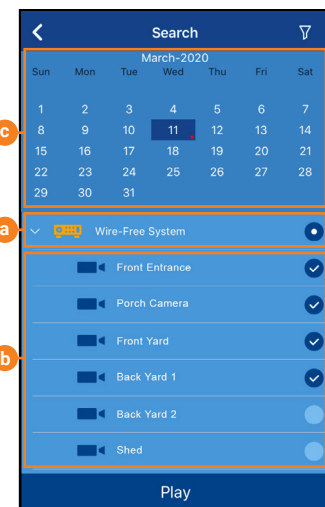 Search
March-2020
Sun Mon Tue Wed Thu Fri Sat
1 2 3 4 5 6 7
c 8 9 10 11 12 13 14
15 16 17 18 19 20 21
22 23 24 25 26 27 28
29 30 31
a Wire-Free System
Front Entrance
Porch Camera
Front Yard
b Back Yard 1
Back Yard 2
Shed
Play